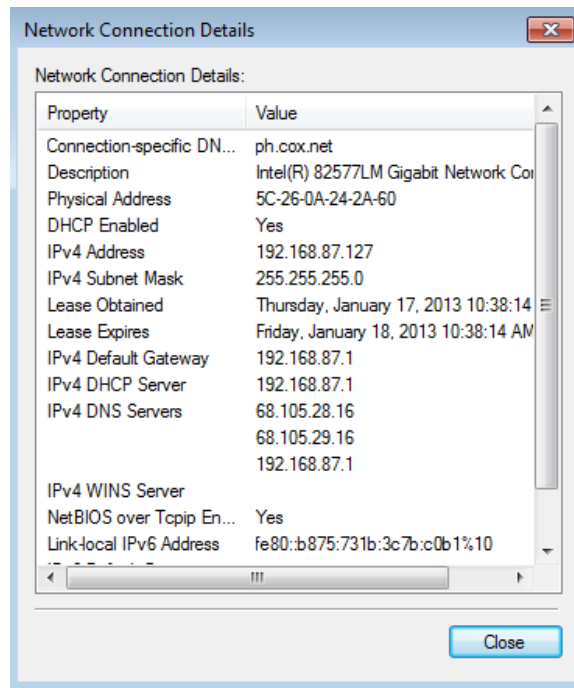 Network Connection Details
Network Connection Details:
Property Value
Connection-specific DN... ph.cox.net
Description Intel(R) 82577LM Gigabit Network
Physical Address 5C-26-0A-24-2A-60
DHCP Enabled Yes
IPv4 Address 192.168.87.127
IPv4 Subnet Mask 255.255.255.0
Lease Obtained Thursday, January 17, 2013 10:38:14
Lease Expires Friday, January 18, 2013 10:38:14 AM
IPv4 Default Gateway 192.168.87.1
IPv4 DHCP Server 192.168.87.1
IPv4 DNS Servers 68.105.28.16
68.105.29.16
192.168.87.1
IPv4 WINS Server
NetBIOS over Tcpip En... Yes
Link-local IPv6 Address fe80::b875:731b:3c7b:c0b1%10
Close